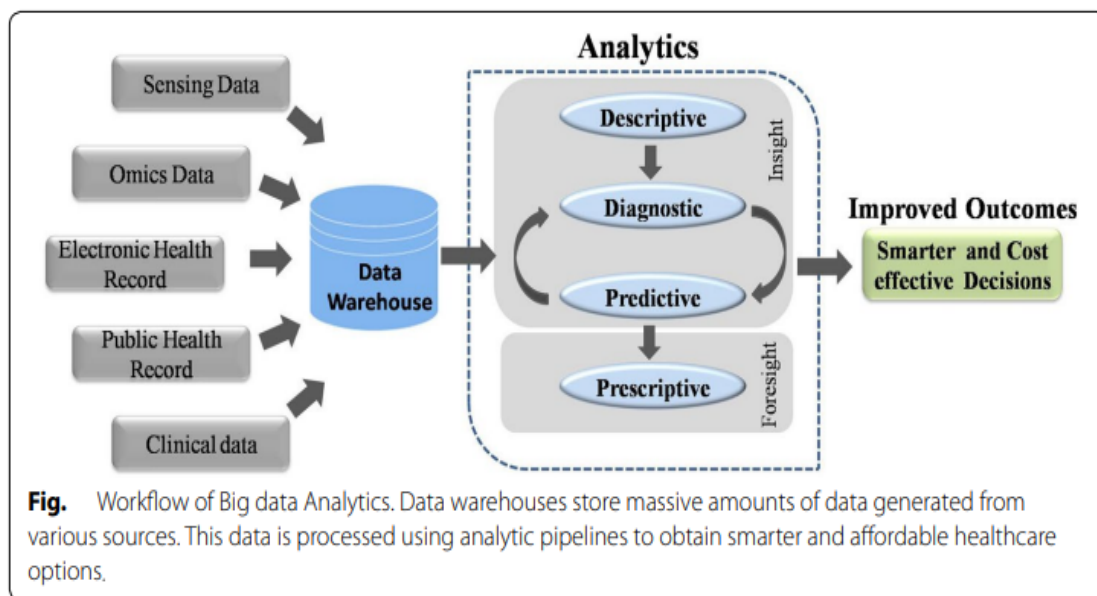 Analytics
Sensing Data
Omics Data
Electronic Health
Record
Public Health
Record
Clinical data
Data
Warehouse
Descriptive
Diagnostic
Predictive
Insight
Prescriptive
Foresight
Improved Outcomes
Smarter and Cost
effective Decisions
Fig. Workflow of Big data Analytics. Data warehouses store massive amounts of data generated from
various sources. This data is processed using analytic pipelines to obtain smarter and affordable healthcare
options.